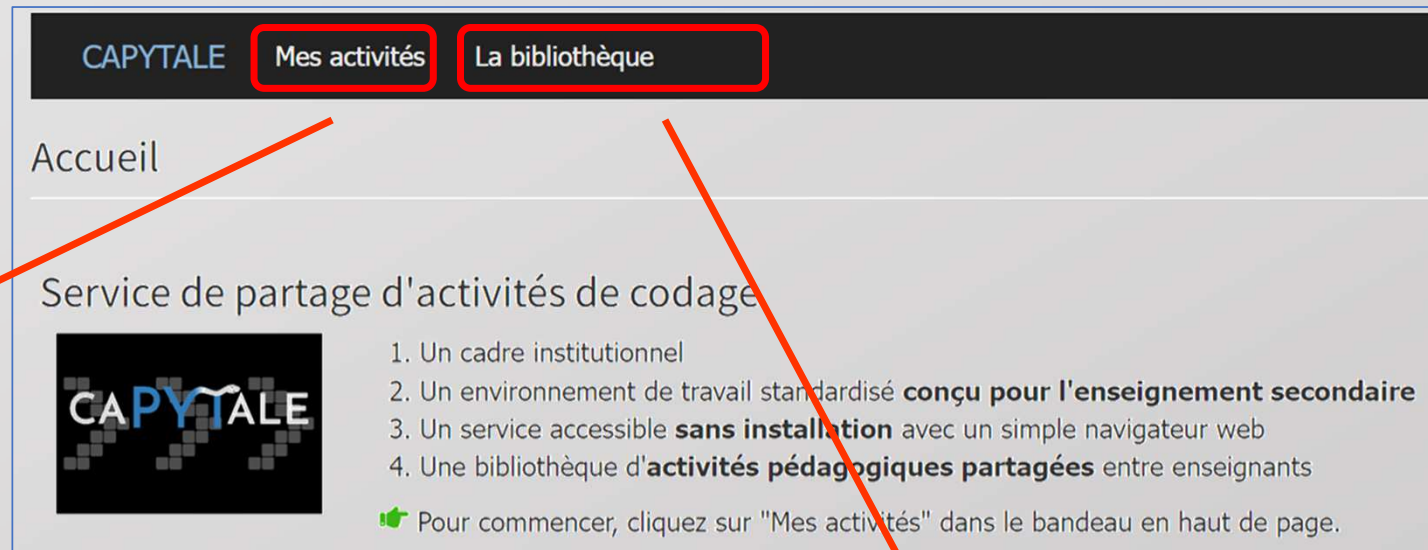 CAPYTALE Mes activités La bibliothèque
Accueil
Service de partage d'activités de codage
CAPYTALE
1. Un cadre institutionnel
2. Un environnement de travail standardisé conçu pour l'enseignement secondaire
3. Un service accessible sans installation avec un simple navigateur web
4. Une bibliothèque d'activités pédagogiques partagées entre enseignants
Pour commencer, cliquez sur "Mes activités" dans le bandeau en haut de page.